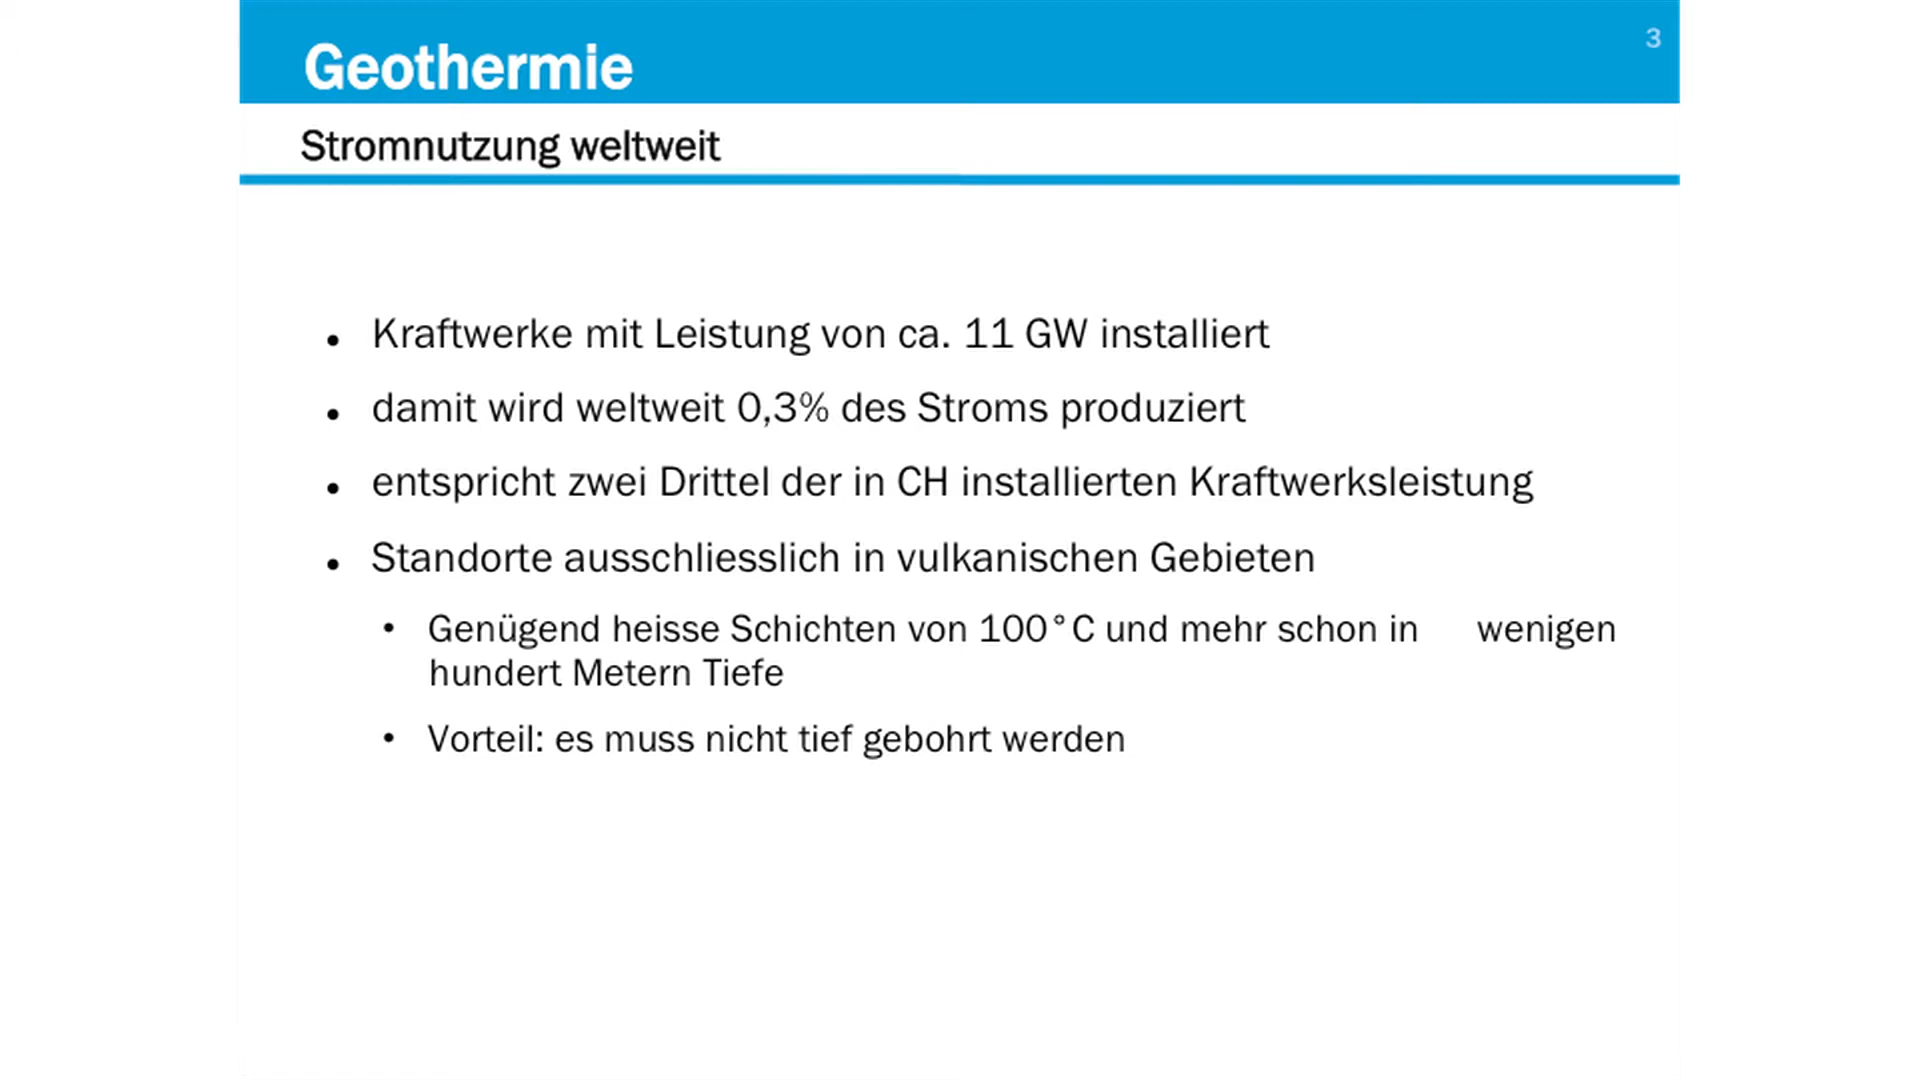 Geothermie
3
Stromnutzung weltweit
• Kraftwerke mit Leistung von ca. 11 GW installiert
• damit wird weltweit 0,3% des Stroms produziert
• entspricht zwei Drittel der in CH installierten Kraftwerksleistung
• Standorte ausschliesslich in vulkanischen Gebieten
• Genügend heisse Schichten von 100°C und mehr schon in wenigen
hundert Metern Tiefe
• Vorteil: es muss nicht tief gebohrt werden